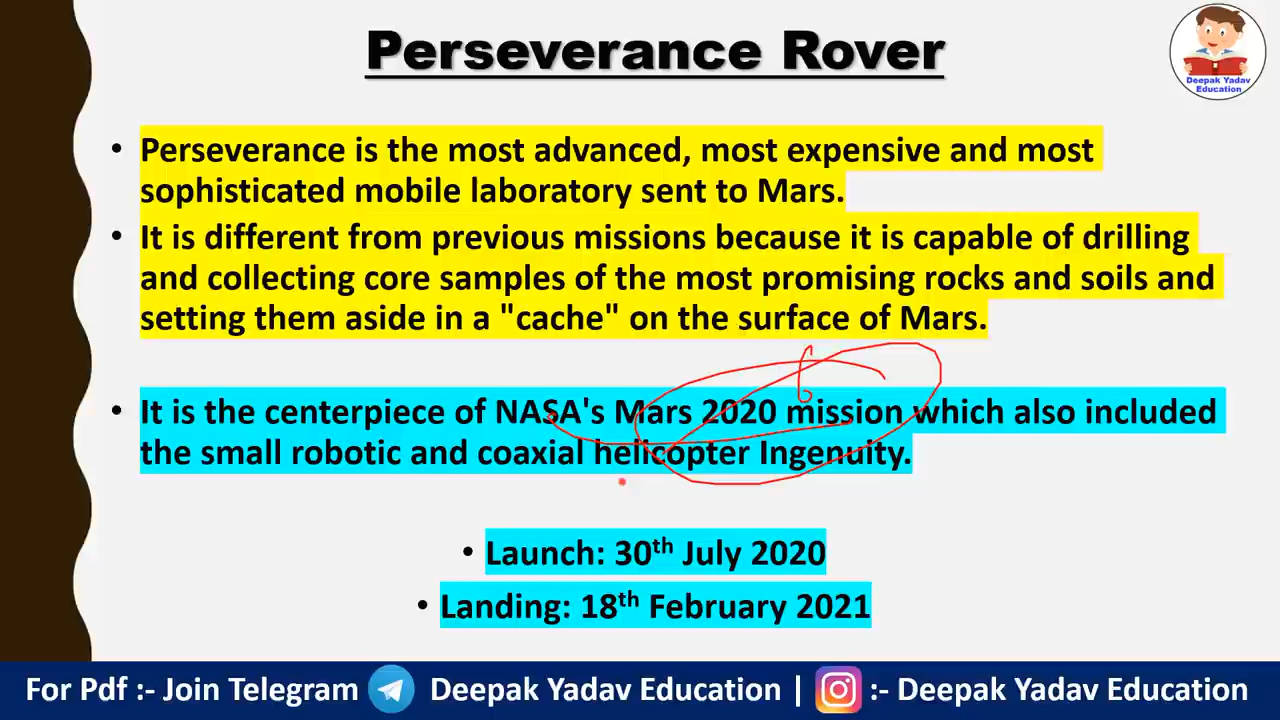 Perseverance Rover
Deepak Yadav
Education
• Perseverance is the most advanced, most expensive and most
sophisticated mobile laboratory sent to Mars.
• It is different from previous missions because it is capable of drilling
and collecting core samples of the most promising rocks and soils and
setting them aside in a "cache" on the surface of Mars.
• It is the centerpiece of NASA's Mars 2020 mission which also included
the small robotic and coaxial helicopter Ingenuity.
• Launch: 30th July 2020
• Landing: 18th February 2021
For Pdf :- Join Telegram Deepak Yadav Education | :- Deepak Yadav Education